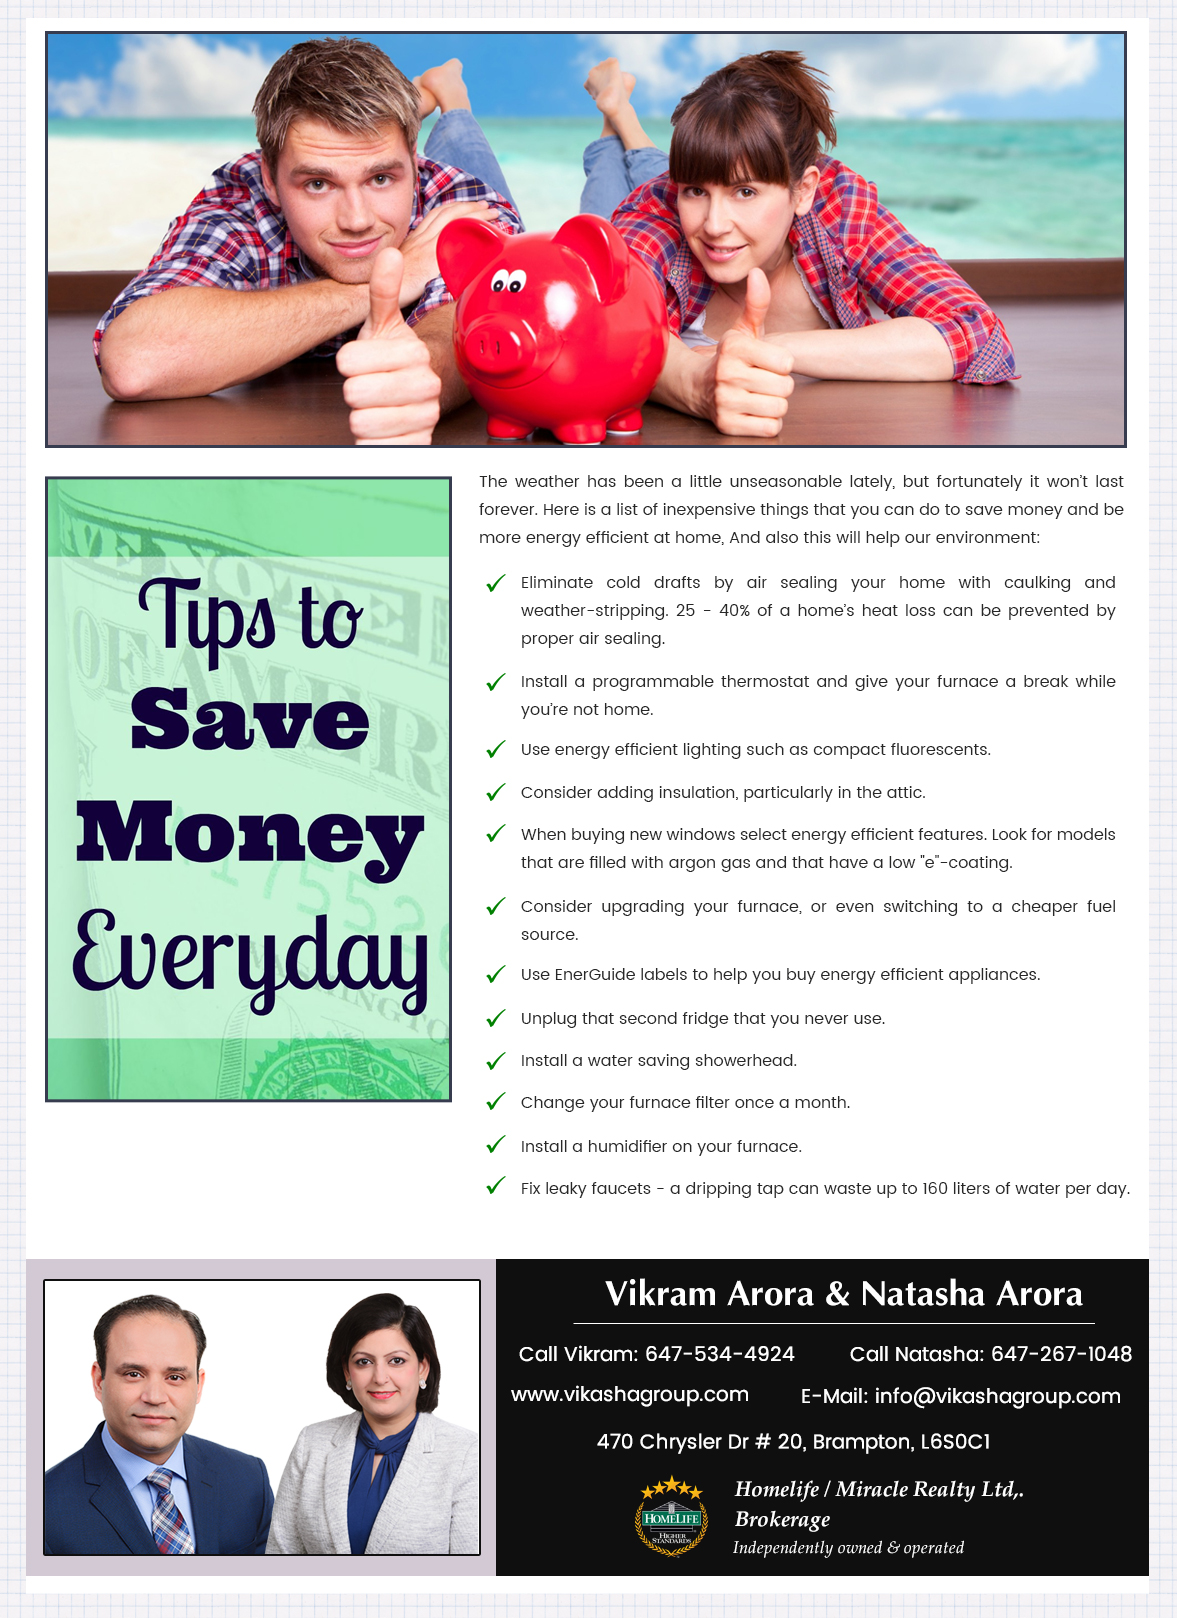 Tips to
Save
Money
Everyday
The weather has been a little unseasonable lately, but fortunately it won't last
forever. Here is a list of inexpensive things that you can do to save money and be
more energy efficient at home, And also this will help our environment:
Eliminate cold drafts by air sealing your home with caulking and
weather-stripping. 25 - 40% of a home's heat loss can be prevented by
proper air sealing.
Install a programmable thermostat and give your furnace a break while
you're not home.
Use energy efficient lighting such as compact fluorescents.
Consider adding insulation, particularly in the attic.
When buying new windows select energy efficient features. Look for models
that are filled with argon gas and that have a low "e"-coating.
Consider upgrading your furnace, or even switching to a cheaper fuel
source.
Use EnerGuide labels to help you buy energy efficient appliances.
Unplug that second fridge that you never use.
Install a water saving showerhead.
Change your furnace filter once a month.
Install a humidifier on your furnace.
Fix leaky faucets - a dripping tap can waste up to 160 liters of water per day.
Vikram Arora & Natasha Arora
Call Vikram: 647-534-4924 Call Natasha: 647-267-1048
www.vikashagroup.com E-Mail: info@vikashagroup.com
470 Chrysler Dr # 20, Brampton, L6S0C1
HOMELIFE
HIGHER
STANDARDS
Homelife / Miracle Realty Ltd,.
Brokerage
Independently owned & operated